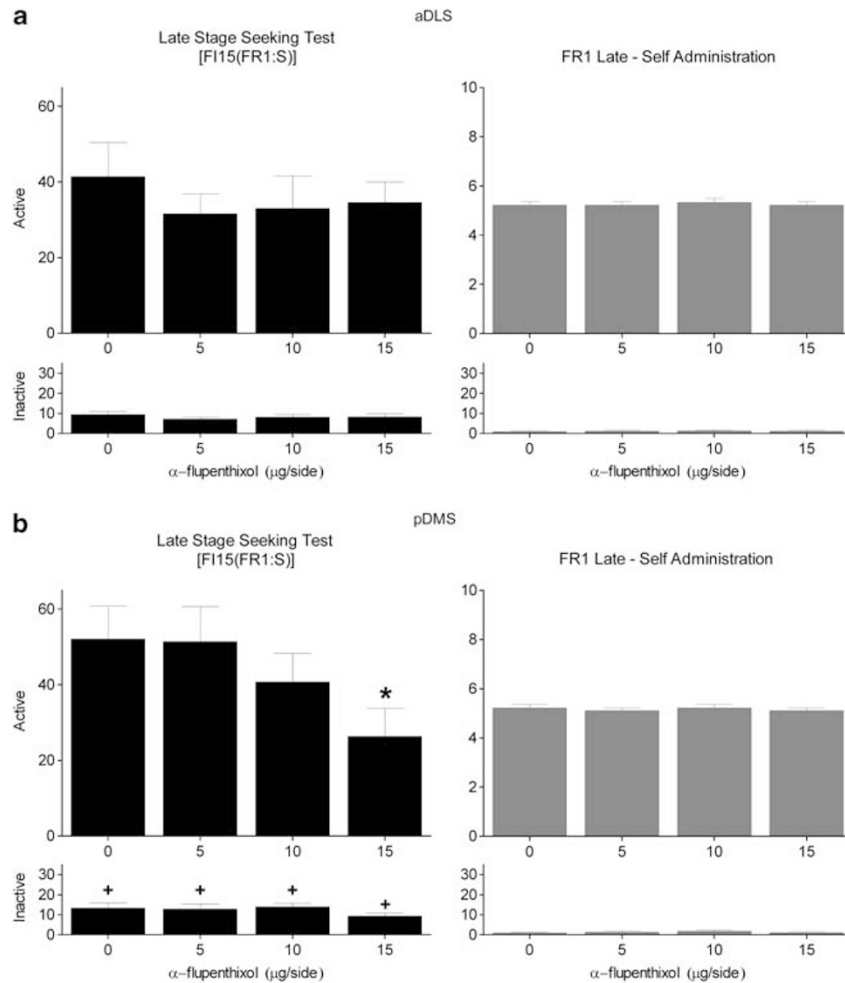 a
aDLS
Late Stage Seeking Test
[FI15(FR1:S)]
FR1 Late - Self Administration
Active
60
40
20
0
0 5 10 15
10
8
6
4
2
0
0 5 10 15
Inactive
30
20
10
0
0 5 10 15
α–flupenthixol (μg/side)
30
20
10
0
0 5 10 15
α–flupenthixol (μg/side)
b
pDMS
Late Stage Seeking Test
[FI15(FR1:S)]
FR1 Late - Self Administration
Active
60
40
20
0
*
0 5 10 15
10
8
6
4
2
0
0 5 10 15
Inactive
30
20
10
0
+ + + +
0 5 10 15
α–flupenthixol (μg/side)
30
20
10
0
0 5 10 15
α–flupenthixol (μg/side)